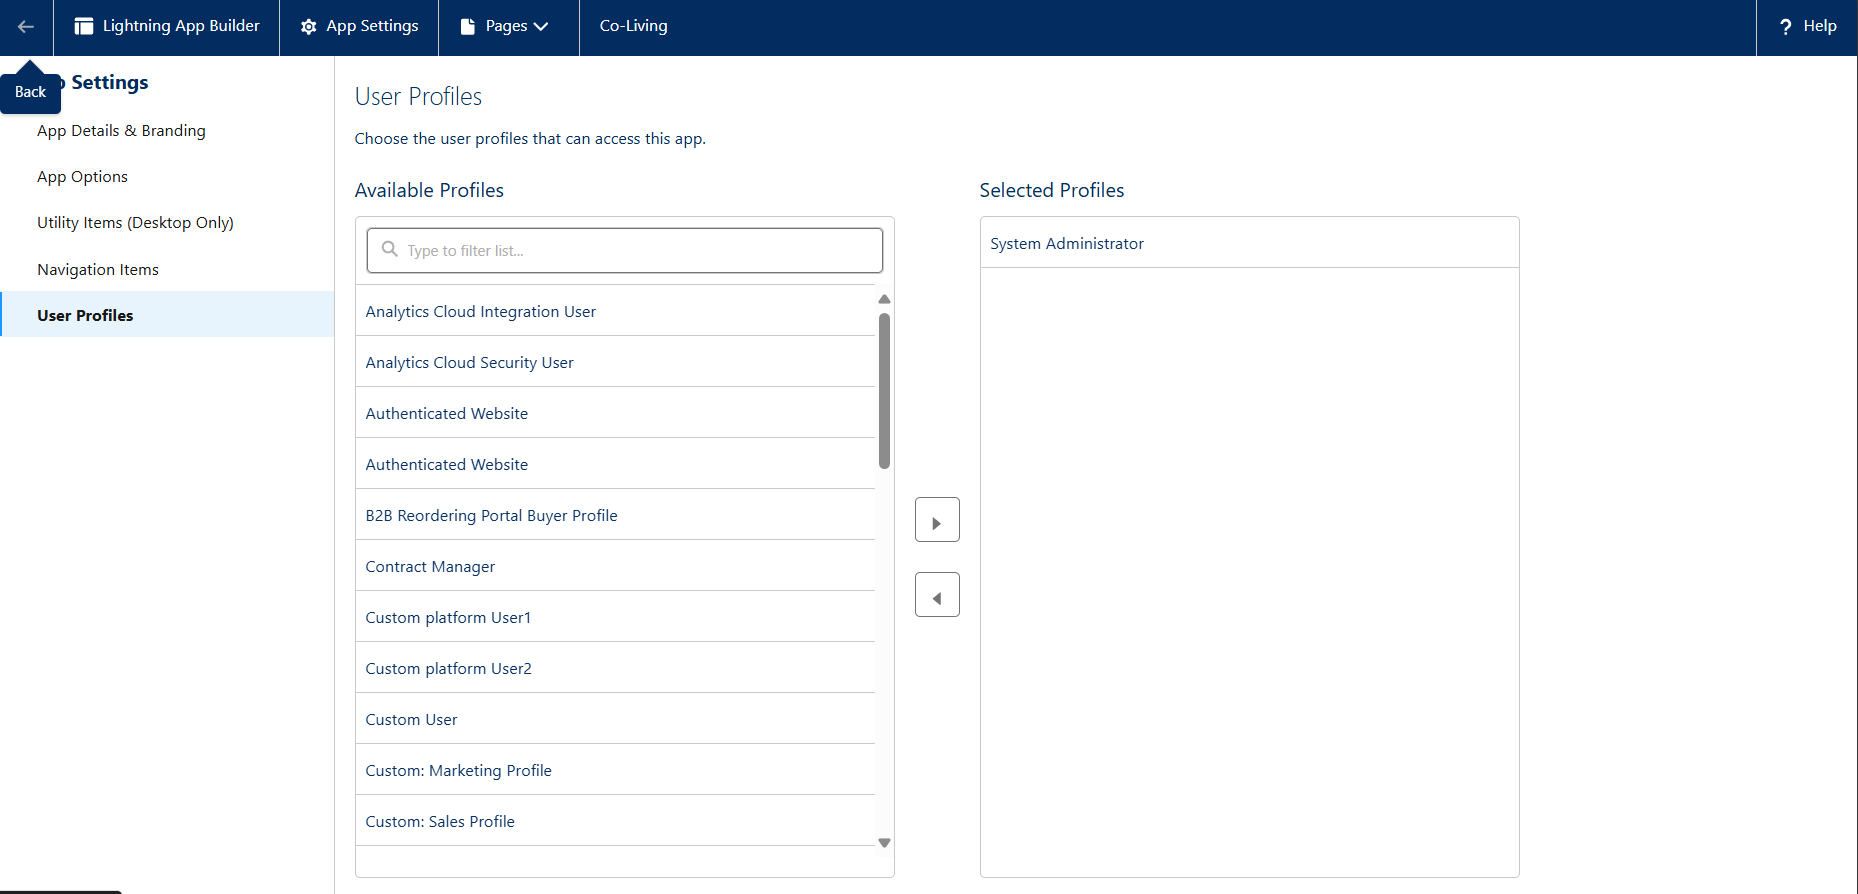 Lightning App Builder
App Settings
Pages
Co-Living
? Help
Back
Settings
App Details & Branding
App Options
Utility Items (Desktop Only)
Navigation Items
User Profiles
User Profiles
Choose the user profiles that can access this app.
Available Profiles
Type to filter list...
Analytics Cloud Integration User
Analytics Cloud Security User
Authenticated Website
Authenticated Website
B2B Reordering Portal Buyer Profile
Contract Manager
Custom platform User1
Custom platform User2
Custom User
Custom: Marketing Profile
Custom: Sales Profile
Selected Profiles
System Administrator